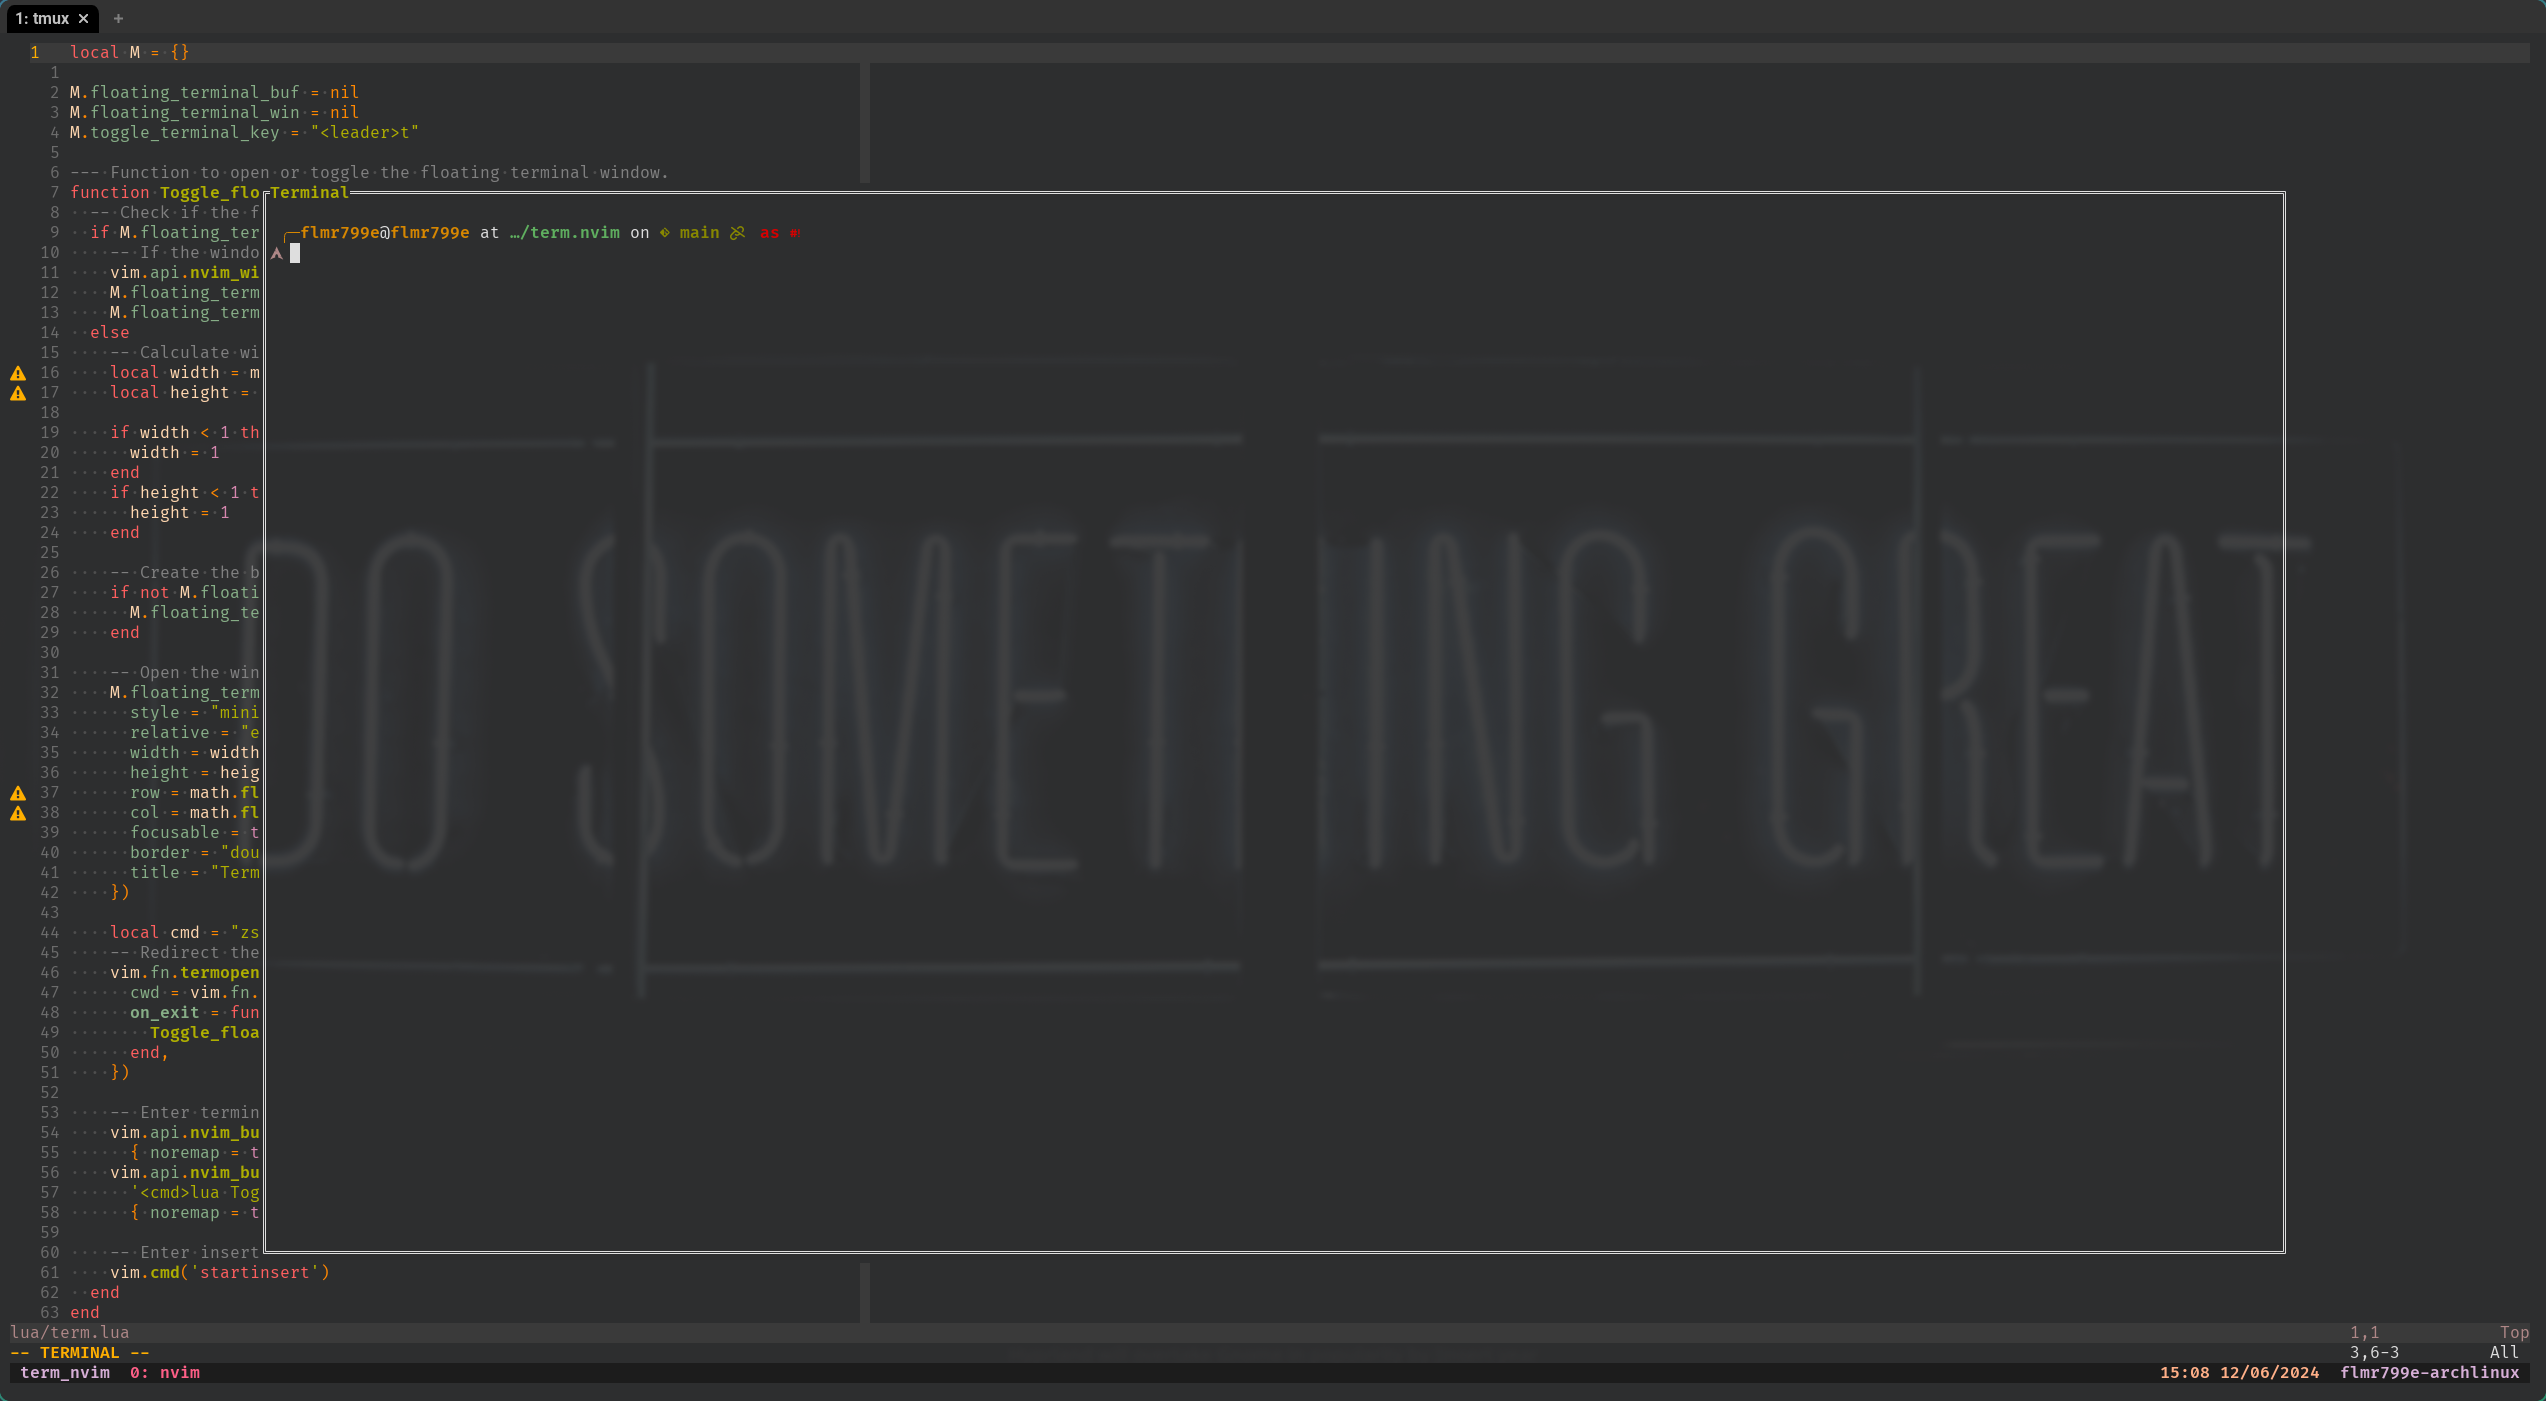 1: tmux × +
1 local M = {}
1
2 M.floating_terminal_buf = nil
3 M.floating_terminal_win = nil
4 M.toggle_terminal_key = "<leader>t"
5
6 --- Function to open or toggle the floating terminal window.
7 function Toggle_flo Terminal
8 -- Check if the f
flmr799e@flmr799e at …/term.nvim on main as
9 if M.floating_ter
10 -- If the windo
11 vim.api.nvim_wi
12 M.floating_term
13 M.floating_term
14 else
15 -- Calculate wi
16 local width = m
17 local height =
18
19 if width < 1 th
20 width = 1
21 end
22 if height < 1 t
23 height = 1
24 end
25
26 -- Create the b
27 if not M.floati
28 M.floating_te
29 end
30
31 -- Open the win
32 M.floating_term
33 style = "mini
34 relative = "e
35 width = width
36 height = heig
37 row = math.fl
38 col = math.fl
39 focusable = t
40 border = "dou
41 title = "Term
42 })
43
44 local cmd = "zs
45 -- Redirect the
46 vim.fn.termopen
47 cwd = vim.fn.
48 on_exit = fun
49 Toggle_floa
50 end,
51 })
52
53 -- Enter termin
54 vim.api.nvim_bu
55 { noremap = t
56 vim.api.nvim_bu
57 '<cmd>lua Tog
58 { noremap = t
59
60 -- Enter insert
61 vim.cmd('startinsert')
62 end
63 end
DO SOMETHING GREAT
lua/term.lua 1,1 Top
-- TERMINAL -- 3,6-3 All
term_nvim 0: nvim 15:08 12/06/2024 flmr799e-archlinux